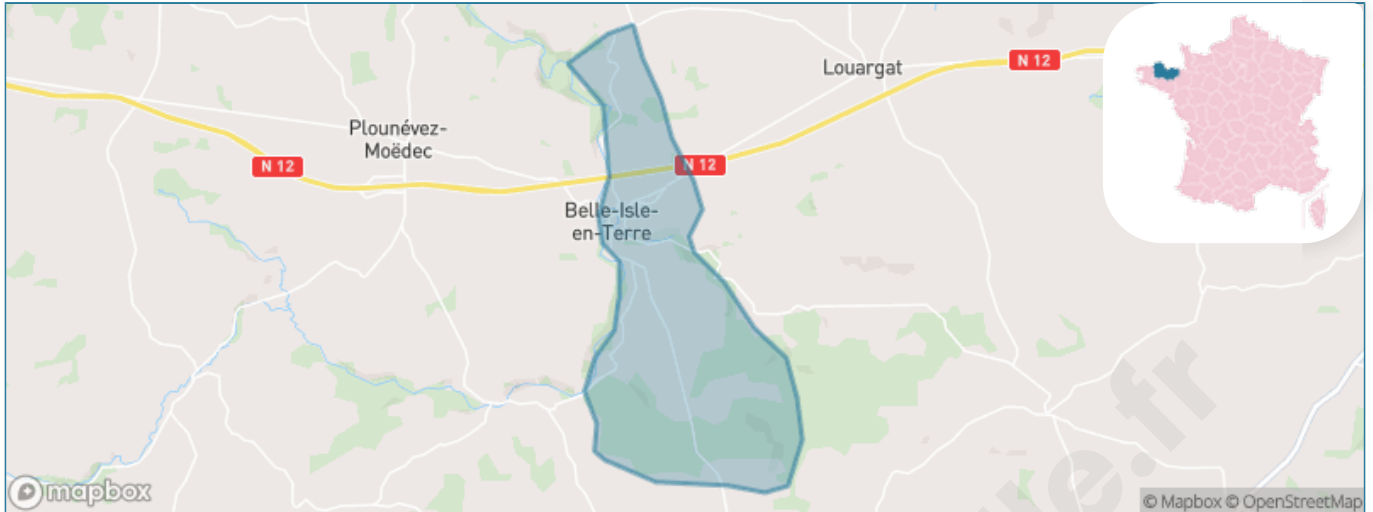 N 12
Louargat
Plounévez-
Moëdec
N 12
N 12
Belle-Isle-
en-Terre
mapbox
© Mapbox © OpenStreetMap